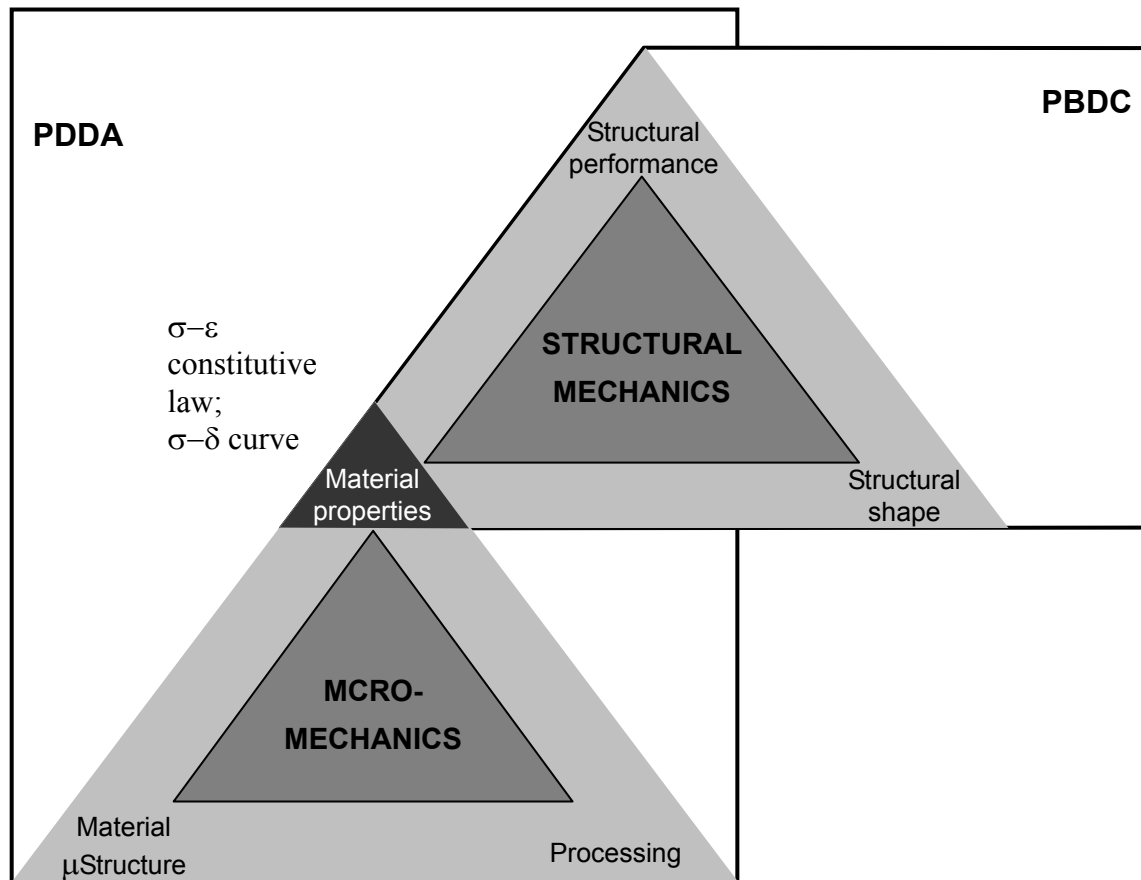 PDDA
PBDC
Structural
performance
STRUCTURAL
MECHANICS
σ–ε
constitutive
law;
σ–δ curve
Material
properties
Structural
shape
MCRO-
MECHANICS
Material
μStructure
Processing